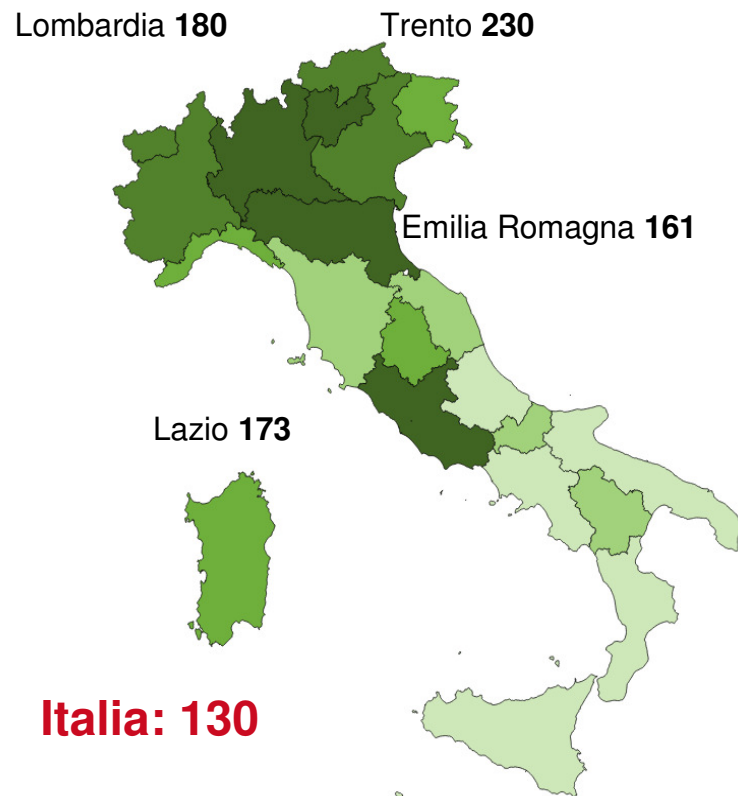 Lombardia 180
Trento 230
Emilia Romagna 161
Lazio 173
Italia: 130